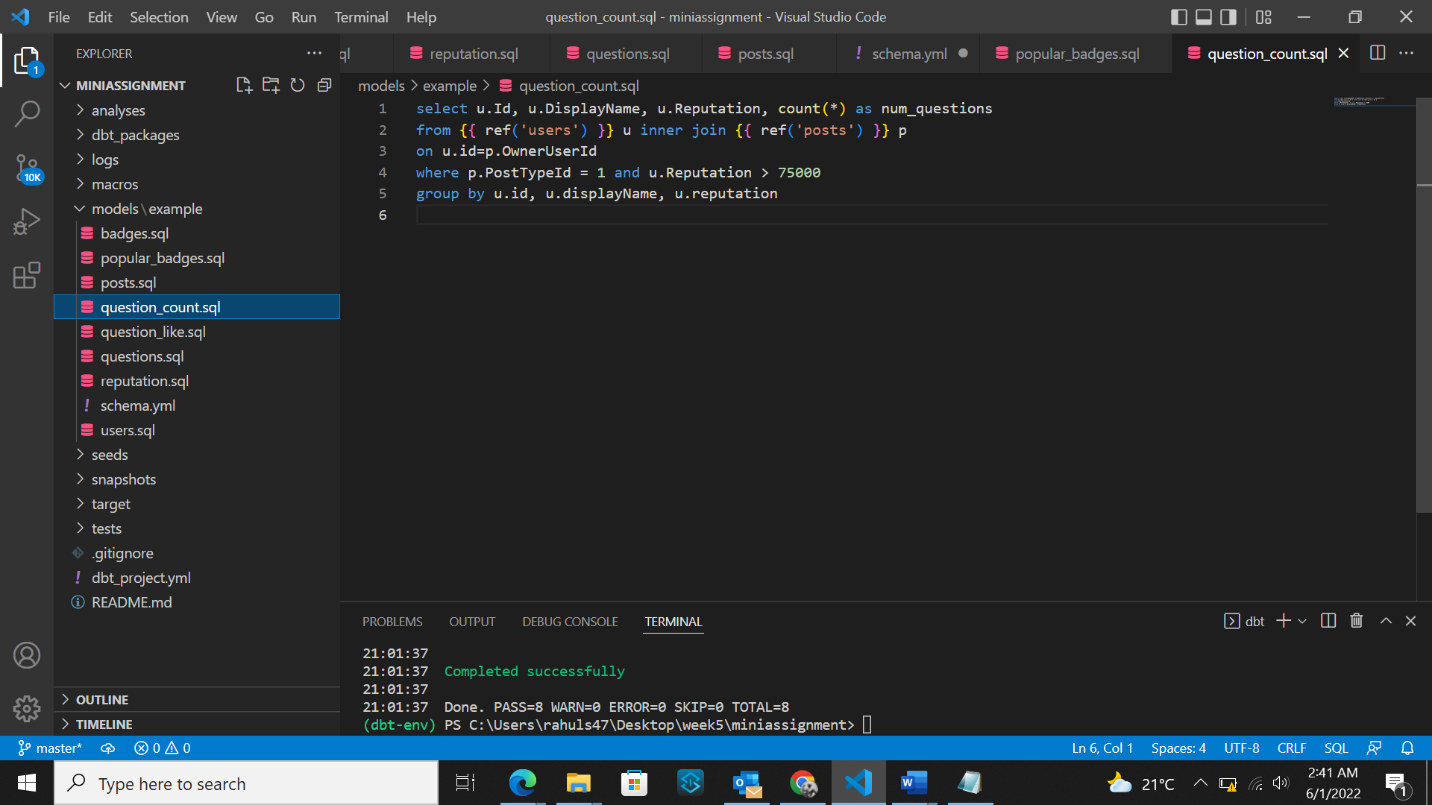 File Edit Selection View Go Run Terminal Help question_count.sql - miniassignment - Visual Studio Code
EXPLORER
MINIASSIGNMENT
analyses
dbt_packages
logs
macros
models\example
badges.sql
popular_badges.sql
posts.sql
question_count.sql
question_like.sql
questions.sql
reputation.sql
! schema.yml
users.sql
seeds
snapshots
target
tests
.gitignore
! dbt_project.yml
README.md
OUTLINE
TIMELINE
1
10K
ql reputation.sql questions.sql posts.sql ! schema.yml popular_badges.sql question_count.sql
models > example > question_count.sql
1 select u.Id, u.DisplayName, u.Reputation, count(*) as num_questions
2 from {{ ref('users') }} u inner join {{ ref('posts') }} p
3 on u.id=p.OwnerUserId
4 where p.PostTypeId = 1 and u.Reputation > 75000
5 group by u.id, u.displayName, u.reputation
6
PROBLEMS OUTPUT DEBUG CONSOLE TERMINAL dbt
21:01:37
21:01:37 Completed successfully
21:01:37
21:01:37 Done. PASS=8 WARN=0 ERROR=0 SKIP=0 TOTAL=8
(dbt-env) PS C:\Users\rahuls47\Desktop\week5\miniassignment>
master* 0 0 Ln 6, Col 1 Spaces: 4 UTF-8 CRLF SQL
Type here to search 21°C 2:41 AM
6/1/2022
1